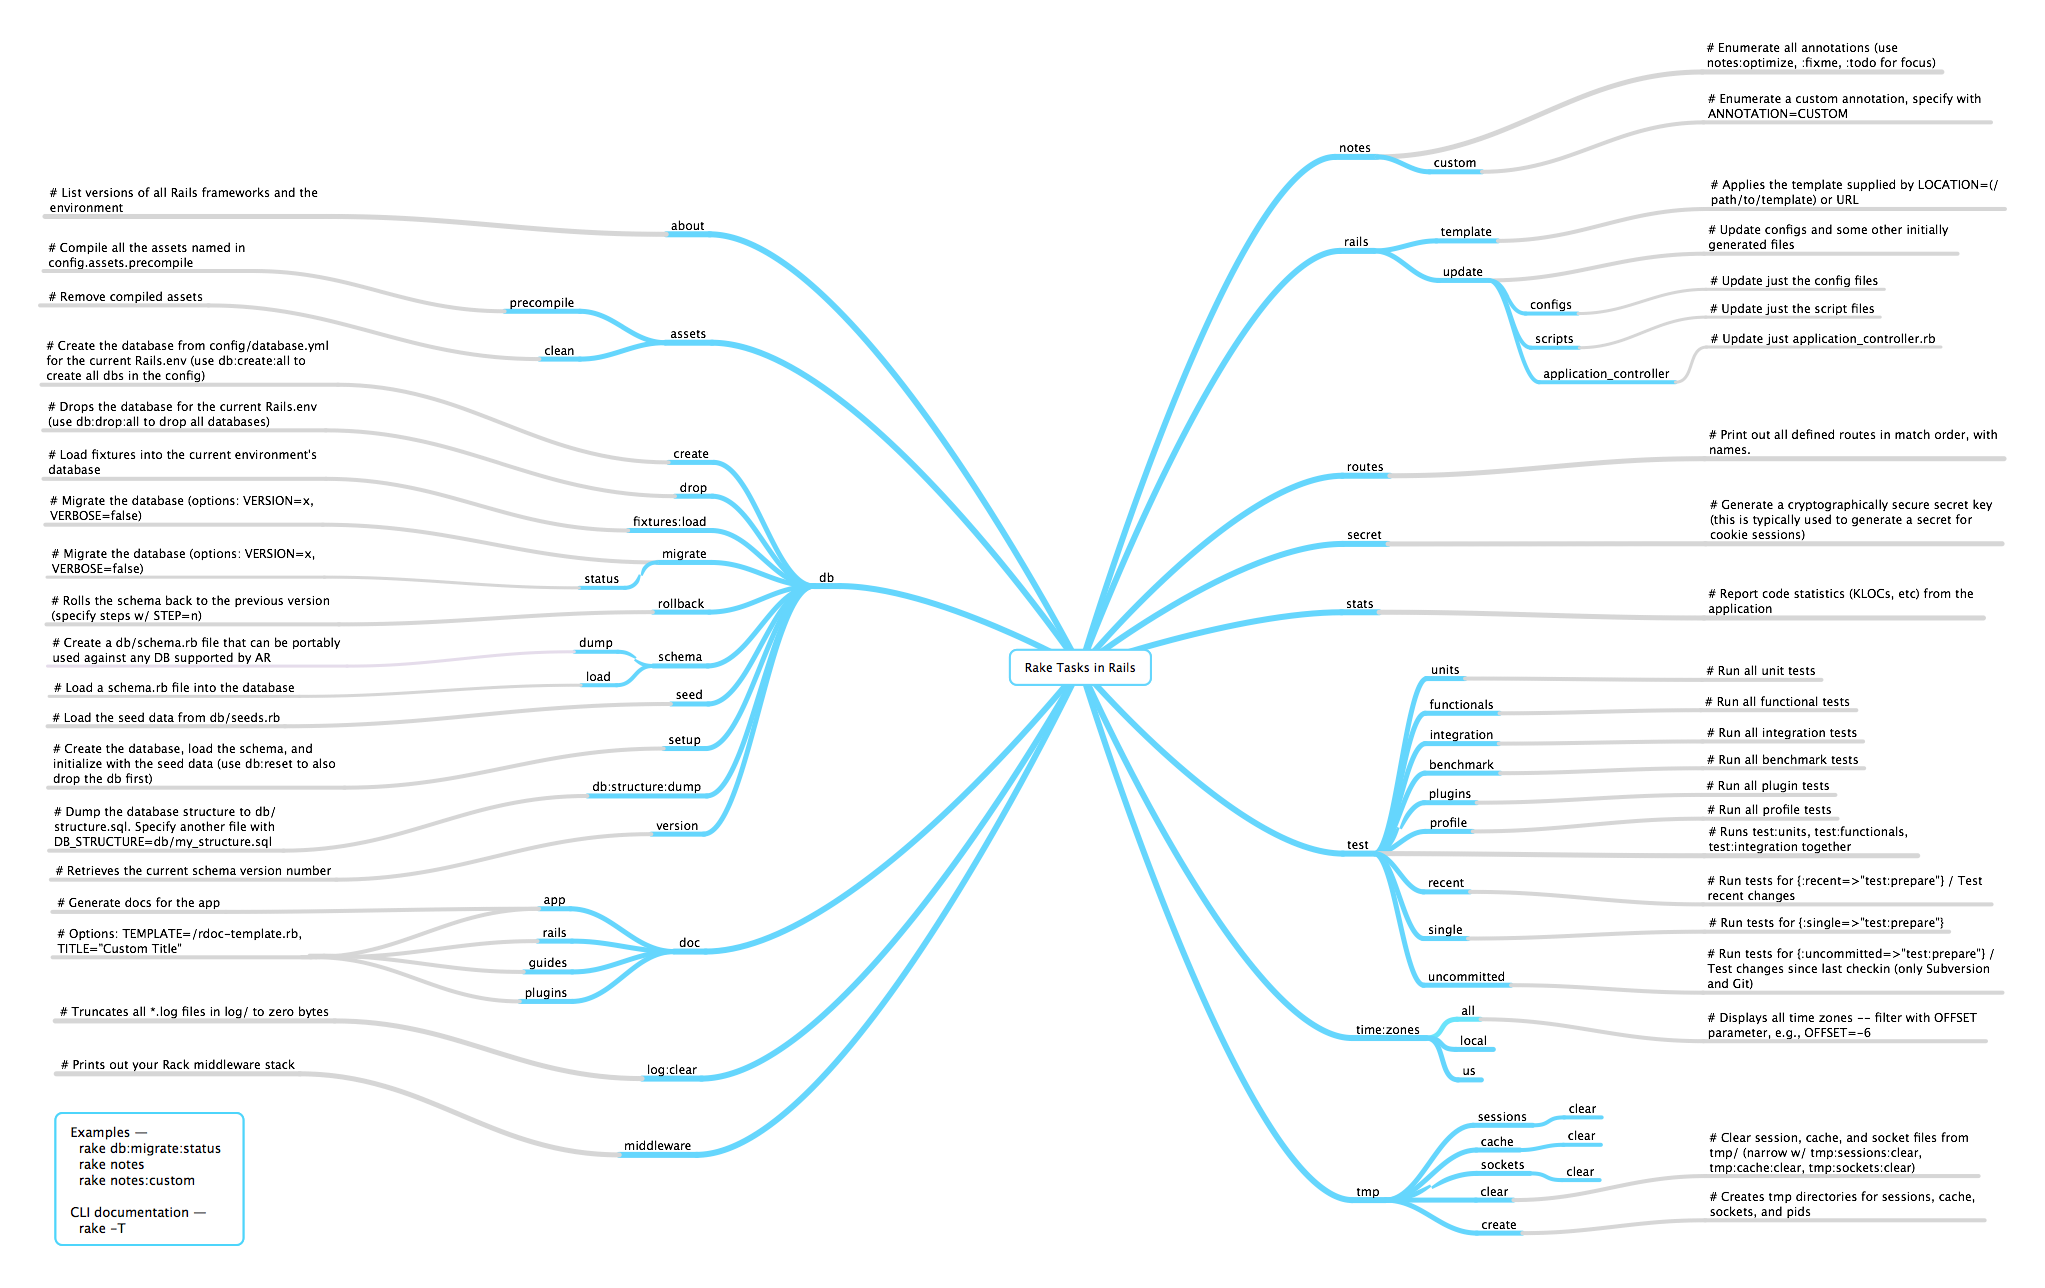 # List versions of all Rails frameworks and the
environment
about
# Compile all the assets named in
config.assets.precompile
precompile
# Remove compiled assets
clean
assets
# Create the database from config/database.yml
for the current Rails.env (use db:create:all to
create all dbs in the config)
create
# Drops the database for the current Rails.env
(use db:drop:all to drop all databases)
drop
# Load fixtures into the current environment's
database
fixtures:load
# Migrate the database (options: VERSION=x,
VERBOSE=false)
migrate
# Migrate the database (options: VERSION=x,
VERBOSE=false)
status
db
# Rolls the schema back to the previous version
(specify steps w/ STEP=n)
rollback
# Create a db/schema.rb file that can be portably
used against any DB supported by AR
dump
schema
# Load a schema.rb file into the database
load
# Load the seed data from db/seeds.rb
seed
# Create the database, load the schema, and
initialize with the seed data (use db:reset to also
drop the db first)
setup
# Dump the database structure to db/
structure.sql. Specify another file with
DB_STRUCTURE=db/my_structure.sql
db:structure:dump
# Retrieves the current schema version number
version
# Generate docs for the app
app
# Options: TEMPLATE=/rdoc-template.rb,
TITLE="Custom Title"
rails
guides
plugins
doc
# Truncates all *.log files in log/ to zero bytes
log:clear
# Prints out your Rack middleware stack
middleware
Examples —
rake db:migrate:status
rake notes
rake notes:custom
CLI documentation —
rake -T
Rake Tasks in Rails
notes
# Enumerate all annotations (use
notes:optimize, :fixme, :todo for focus)
custom
# Enumerate a custom annotation, specify with
ANNOTATION=CUSTOM
rails
template
# Applies the template supplied by LOCATION=(/
path/to/template) or URL
update
# Update configs and some other initially
generated files
configs
# Update just the config files
scripts
# Update just the script files
application_controller
# Update just application_controller.rb
routes
# Print out all defined routes in match order, with
names.
secret
# Generate a cryptographically secure secret key
(this is typically used to generate a secret for
cookie sessions)
stats
# Report code statistics (KLOCs, etc) from the
application
test
units
# Run all unit tests
functionals
# Run all functional tests
integration
# Run all integration tests
benchmark
# Run all benchmark tests
plugins
# Run all plugin tests
profile
# Run all profile tests
# Runs test:units, test:functionals,
test:integration together
recent
# Run tests for {:recent=>"test:prepare"} / Test
recent changes
single
# Run tests for {:single=>"test:prepare"}
uncommitted
# Run tests for {:uncommitted=>"test:prepare"} /
Test changes since last checkin (only Subversion
and Git)
time:zones
all
# Displays all time zones -- filter with OFFSET
parameter, e.g., OFFSET=-6
local
us
tmp
sessions
clear
cache
clear
sockets
clear
clear
# Clear session, cache, and socket files from
tmp/ (narrow w/ tmp:sessions:clear,
tmp:cache:clear, tmp:sockets:clear)
create
# Creates tmp directories for sessions, cache,
sockets, and pids